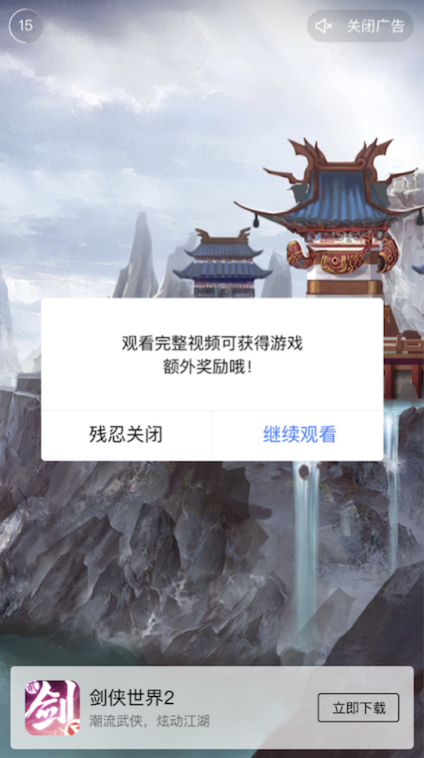 15
关闭广告
观看完整视频可获得游戏
额外奖励哦！
残忍关闭
继续观看
剑
剑侠世界2
潮流武侠，炫动江湖
立即下载